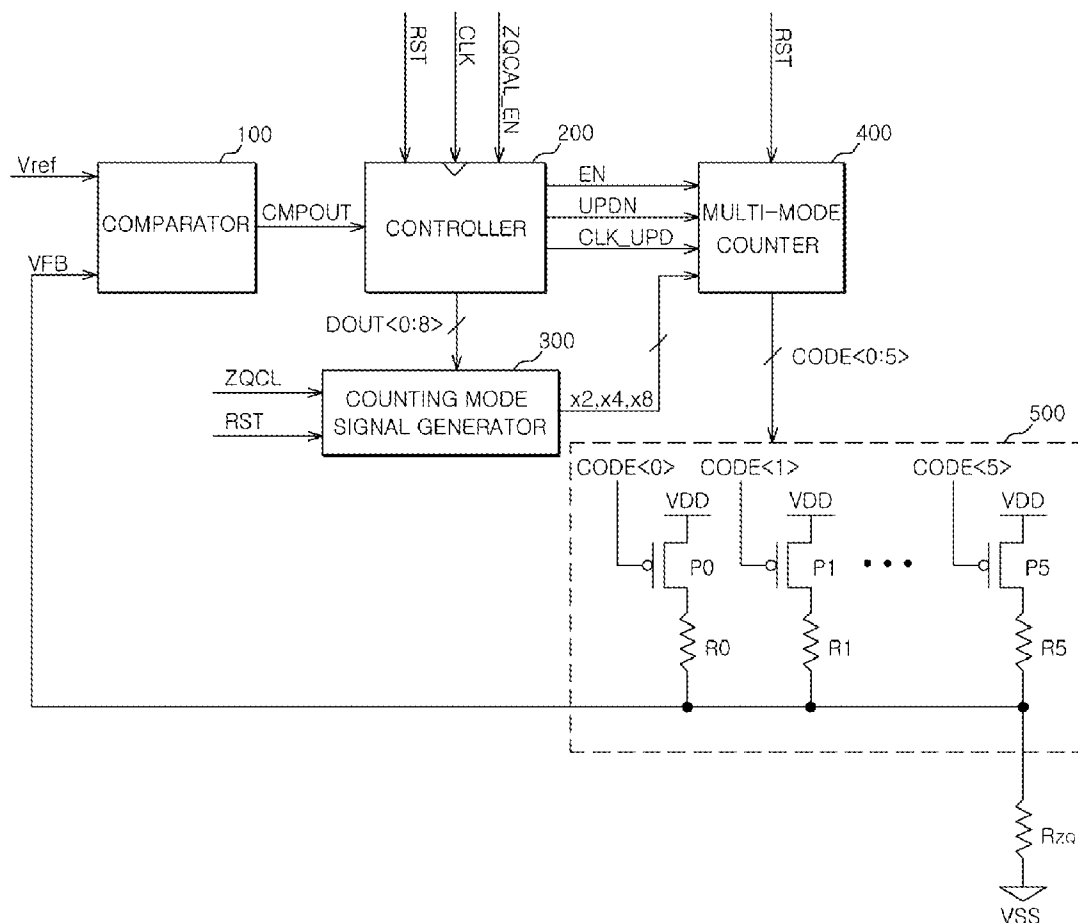 RST
CLK
ZQCAL_EN
RST
100
200
400
Vref
COMPARATOR
CMPOUT
VFB
CONTROLLER
EN
UPDN
CLK_UPD
MULTI-MODE
COUNTER
DOUT<0:8>
300
CODE<0:5>
ZQCL
RST
COUNTING MODE
SIGNAL GENERATOR
x2,x4,x8
500
CODE<0>
CODE<1>
CODE<5>
VDD
VDD
VDD
P0
P1
P5
R0
R1
R5
RZQ
VSS